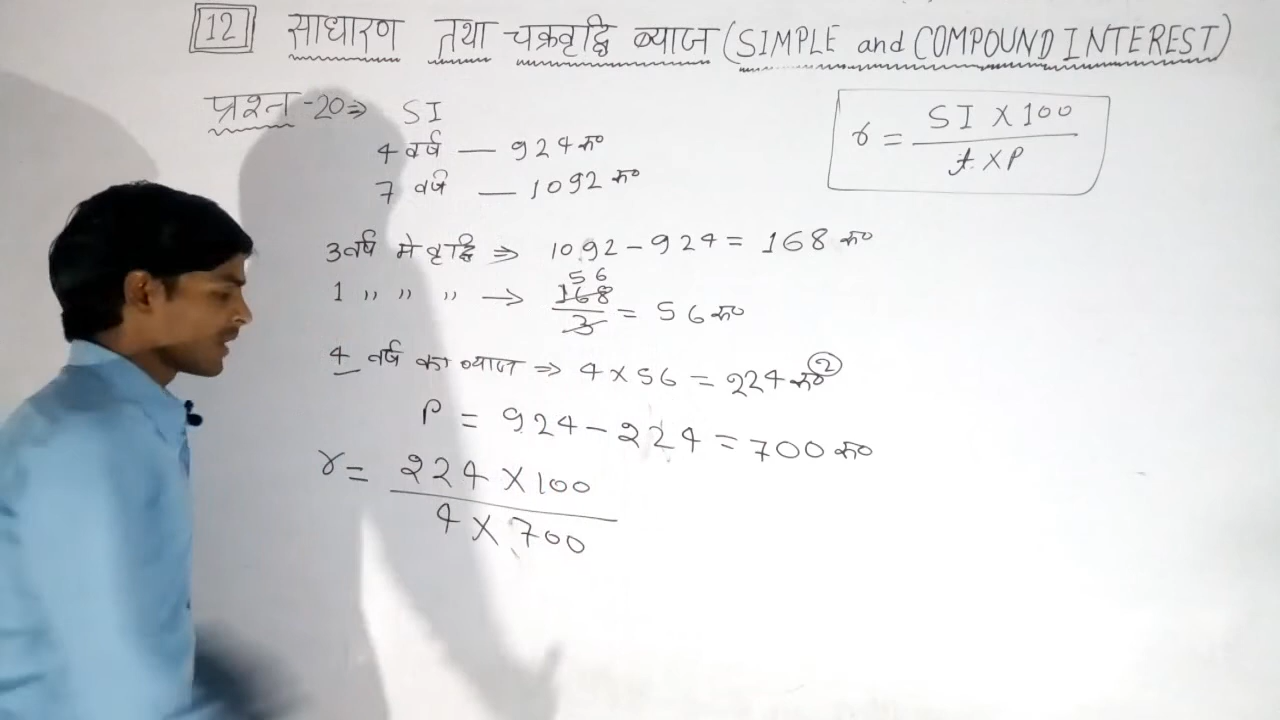 12 साधारण तथा चक्रवृद्धि ब्याज (SIMPLE and COMPOUND INTEREST)
प्रश्न -20⇒ SI
4 वर्ष — 924 रू०
7 वर्ष — 1092 रू०
r = SI X 100 / t X P
3 वर्ष मे वृद्धि ⇒ 1092 – 924 = 168 रू०
56
1 ,, ,, ,, → 168 / 3 = 56 रू०
4 वर्ष का ब्याज ⇒ 4 × 56 = 224 रू० 2
P = 924 – 224 = 700 रू०
r = 224 X 100 / 4 X 700